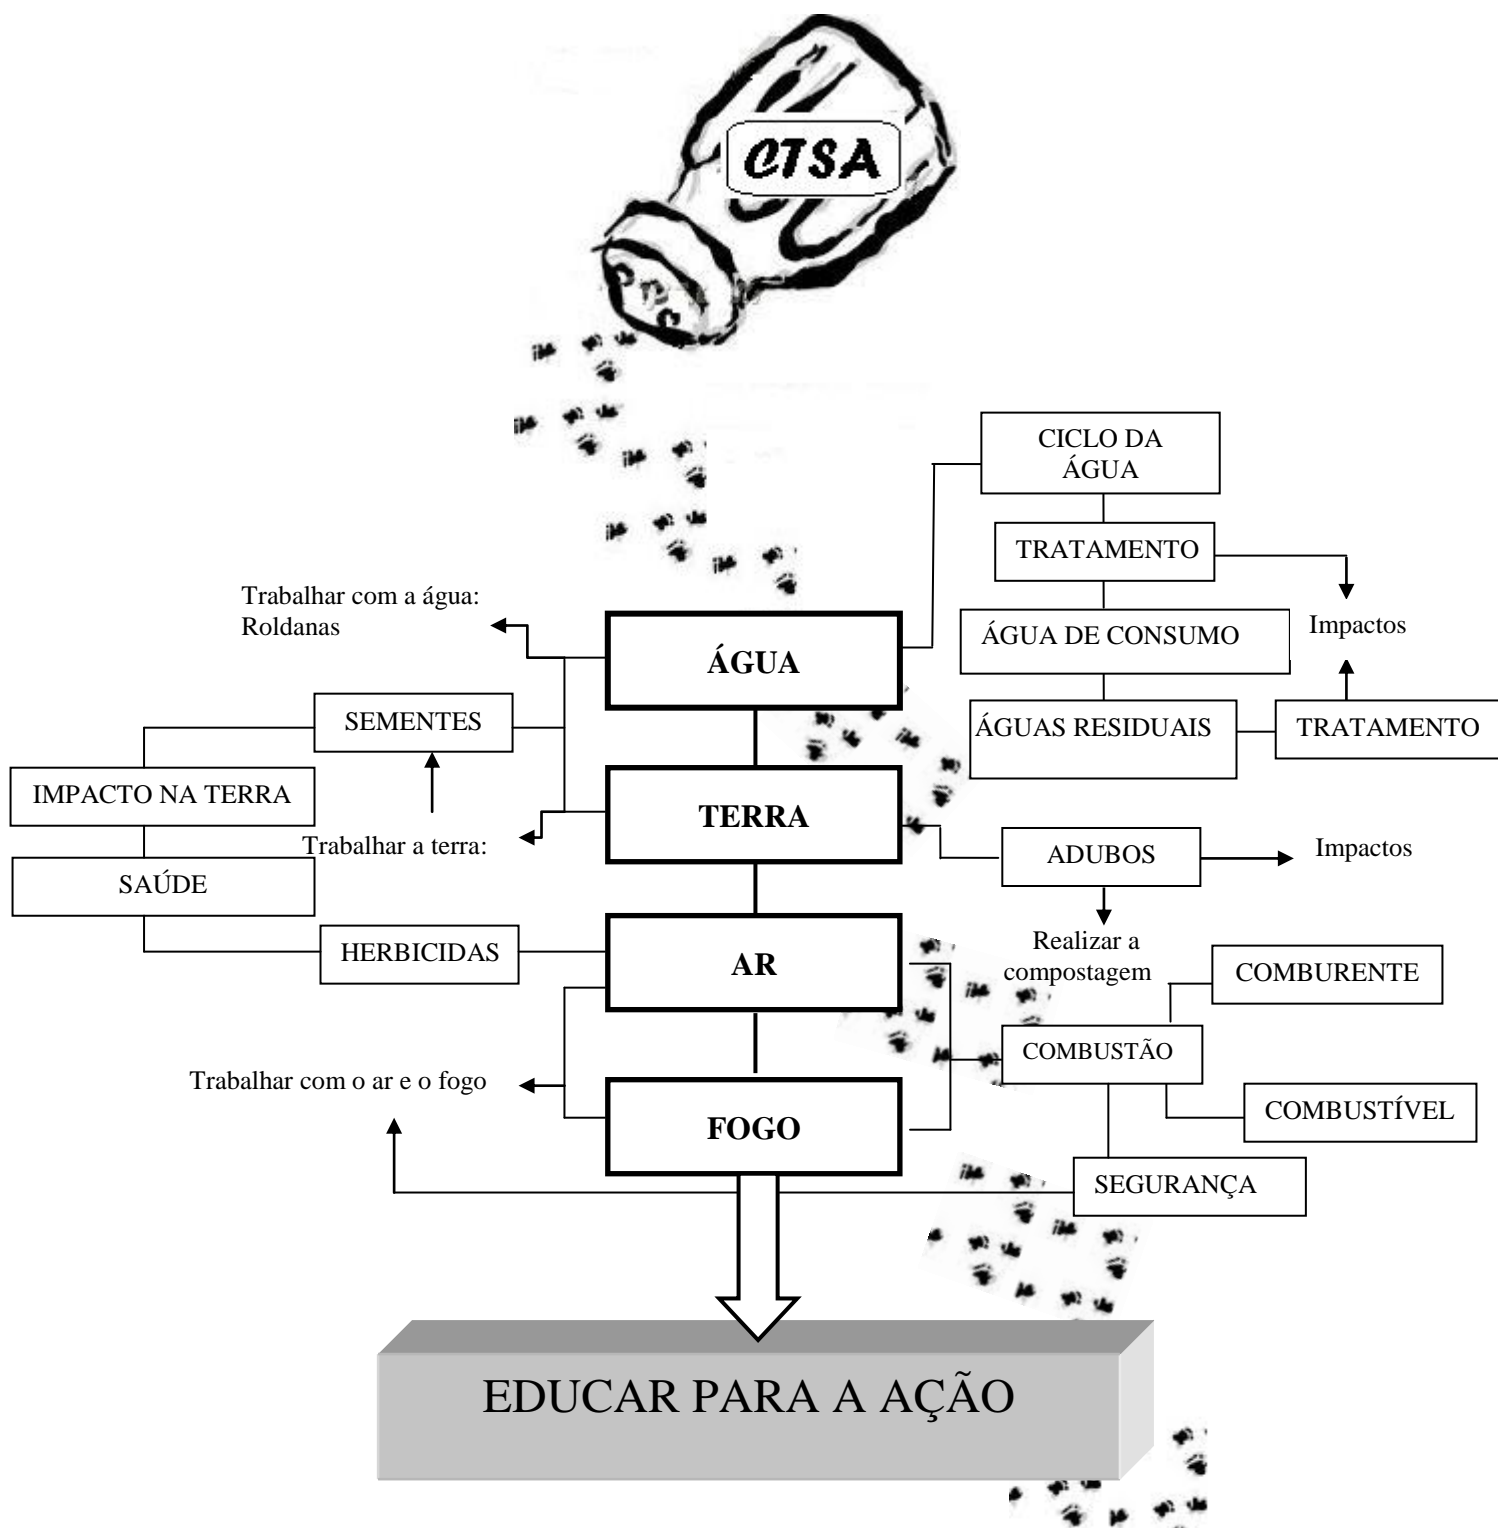 CTSA
CICLO DA
ÁGUA
TRATAMENTO
Trabalhar com a água:
Roldanas
ÁGUA DE CONSUMO
Impactos
ÁGUA
SEMENTES
ÁGUAS RESIDUAIS
TRATAMENTO
IMPACTO NA TERRA
TERRA
Trabalhar a terra:
ADUBOS
Impactos
SAÚDE
HERBICIDAS
AR
Realizar a
compostagem
COMBURENTE
COMBUSTÃO
Trabalhar com o ar e o fogo
COMBUSTÍVEL
FOGO
SEGURANÇA
EDUCAR PARA A AÇÃO